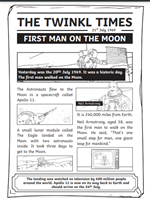 THE TWINKL TIMES
21st July 1969
FIRST MAN ON THE MOON
Yesterday was the 20th July 1969. It was a historic day.
The first man walked on the Moon.
The Astronauts flew to the
Moon in a spacecraft called
Apollo 11.
Neil Armstrong
A small lunar module called
The Eagle landed on the
Moon with two astronauts
inside. It took three days to
get to the Moon.
It is 240,000 miles from Earth.
Neil Armstrong, aged 38, was
the first man to walk on the
Moon. He said, "That's one
small step for man, one giant
leap for mankind."
The landing was watched on television by 600 million people
around the world. Apollo 11 is now on its way back to Earth and
should arrive on the 24th July.